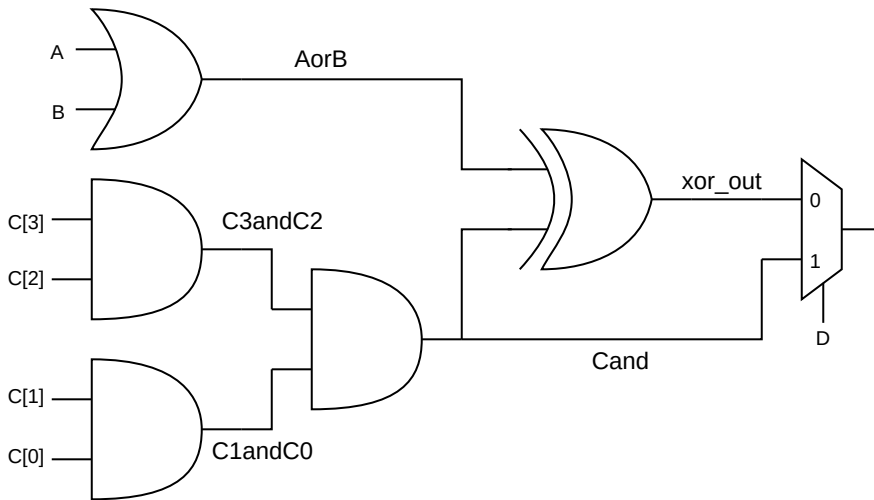 A
AorB
B
xor_out
0
C[3]
C3andC2
C[2]
1
D
Cand
C[1]
C1andC0
C[0]